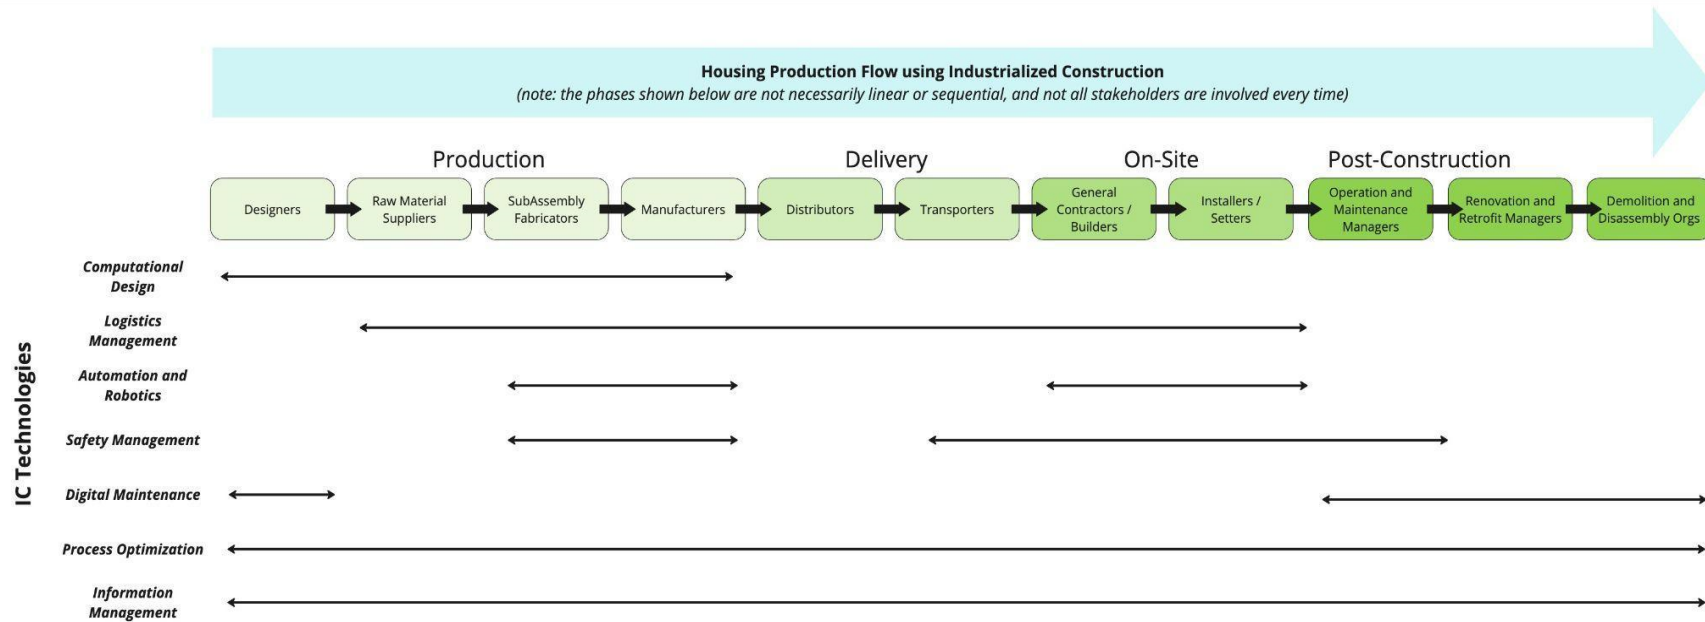 Housing Production Flow using Industrialized Construction
(note: the phases shown below are not necessarily linear or sequential, and not all stakeholders are involved every time)
Production
Delivery
On-Site
Post-Construction
Designers
Raw Material
Suppliers
SubAssembly
Fabricators
Manufacturers
Distributors
Transporters
General
Contractors /
Builders
Installers /
Setters
Operation and
Maintenance
Managers
Renovation and
Retrofit Managers
Demolition and
Disassembly Orgs
IC Technologies
Computational
Design
Logistics
Management
Automation and
Robotics
Safety Management
Digital Maintenance
Process Optimization
Information
Management